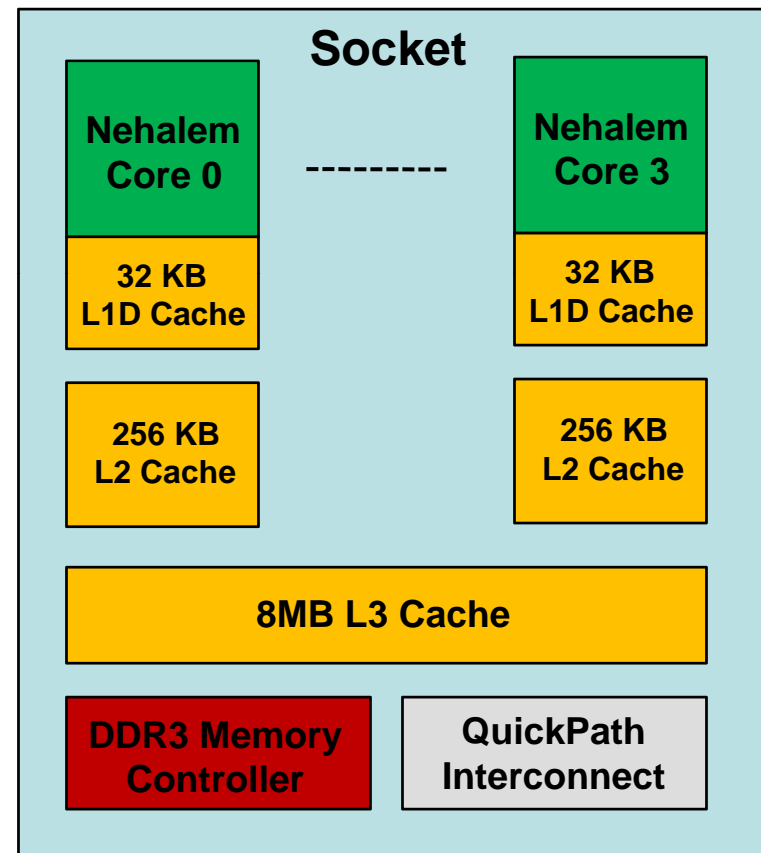 Socket
Nehalem
Core 0
---------
Nehalem
Core 3
32 KB
L1D Cache
32 KB
L1D Cache
256 KB
L2 Cache
256 KB
L2 Cache
8MB L3 Cache
DDR3 Memory
Controller
QuickPath
Interconnect